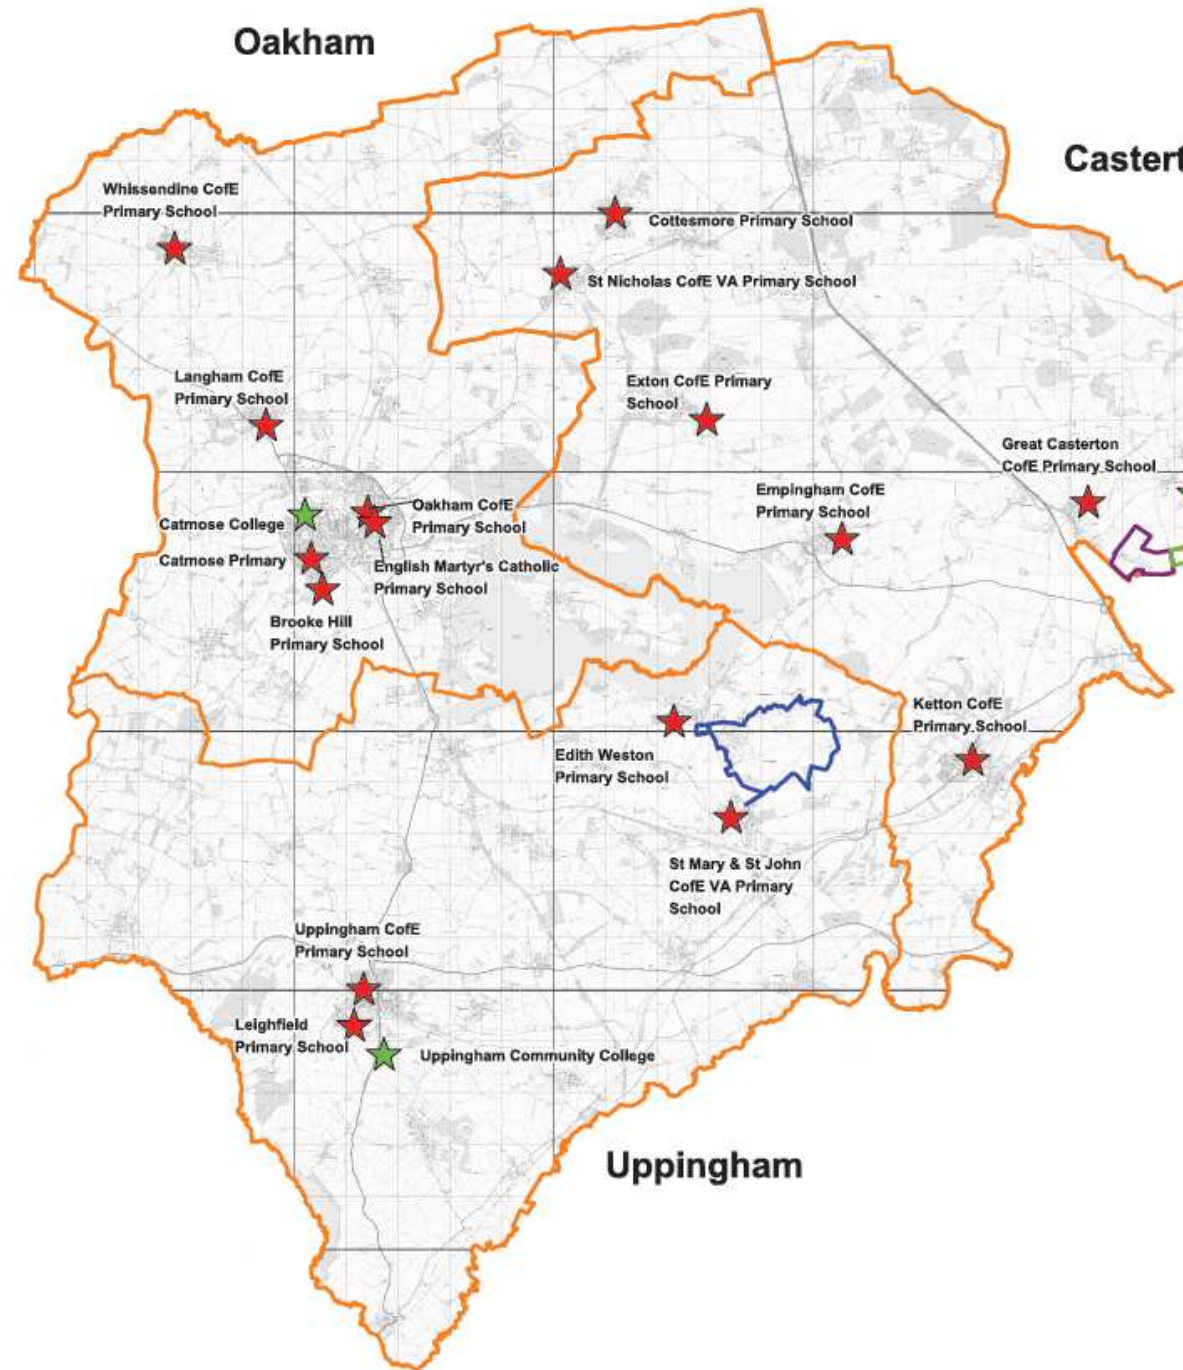 Oakham
Castert
Whissendine CofE
Primary School
Cottesmore Primary School
St Nicholas CofE VA Primary School
Langham CofE
Primary School
Exton CofE Primary
School
Great Casterton
CofE Primary School
Empingham CofE
Primary School
Oakham CofE
Primary School
Catmose College
Catmose Primary
English Martyr's Catholic
Primary School
Brooke Hill
Primary School
Ketton CofE
Primary School
Edith Weston
Primary School
St Mary & St John
CofE VA Primary
School
Uppingham CofE
Primary School
Leighfield
Primary School
Uppingham Community College
Uppingham